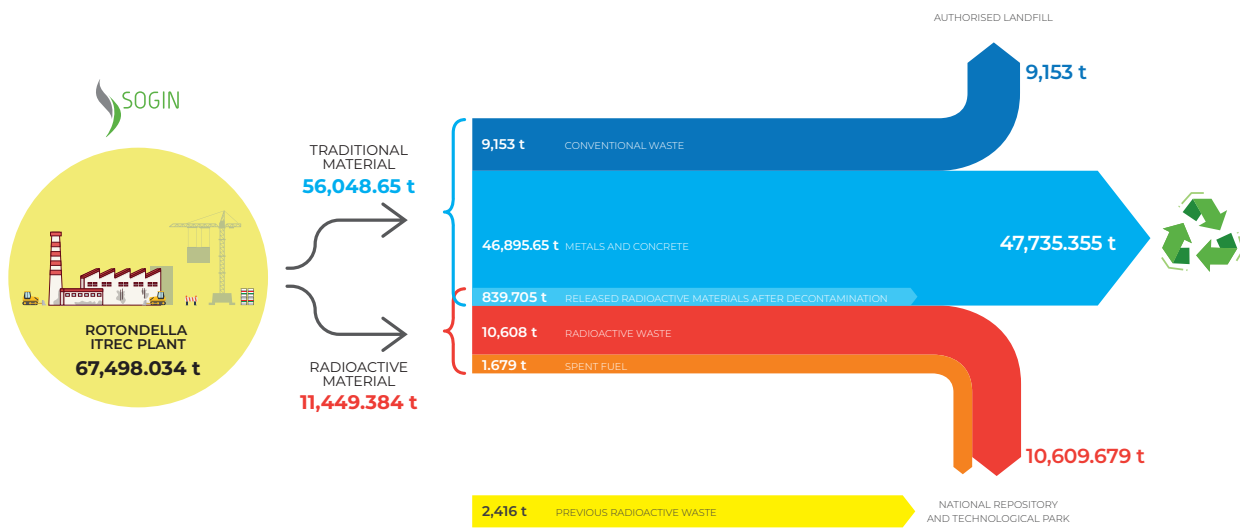 SOGIN
ROTONDELLA
ITREC PLANT
67,498.034 t
TRADITIONAL
MATERIAL
56,048.65 t
RADIOACTIVE
MATERIAL
11,449.384 t
AUTHORISED LANDFILL
9,153 t
9,153 t CONVENTIONAL WASTE
46,895.65 t METALS AND CONCRETE
47,735.355 t
839.705 t RELEASED RADIOACTIVE MATERIALS AFTER DECONTAMINATION
10,608 t RADIOACTIVE WASTE
1.679 t SPENT FUEL
10,609.679 t
2,416 t PREVIOUS RADIOACTIVE WASTE
NATIONAL REPOSITORY
AND TECHNOLOGICAL PARK